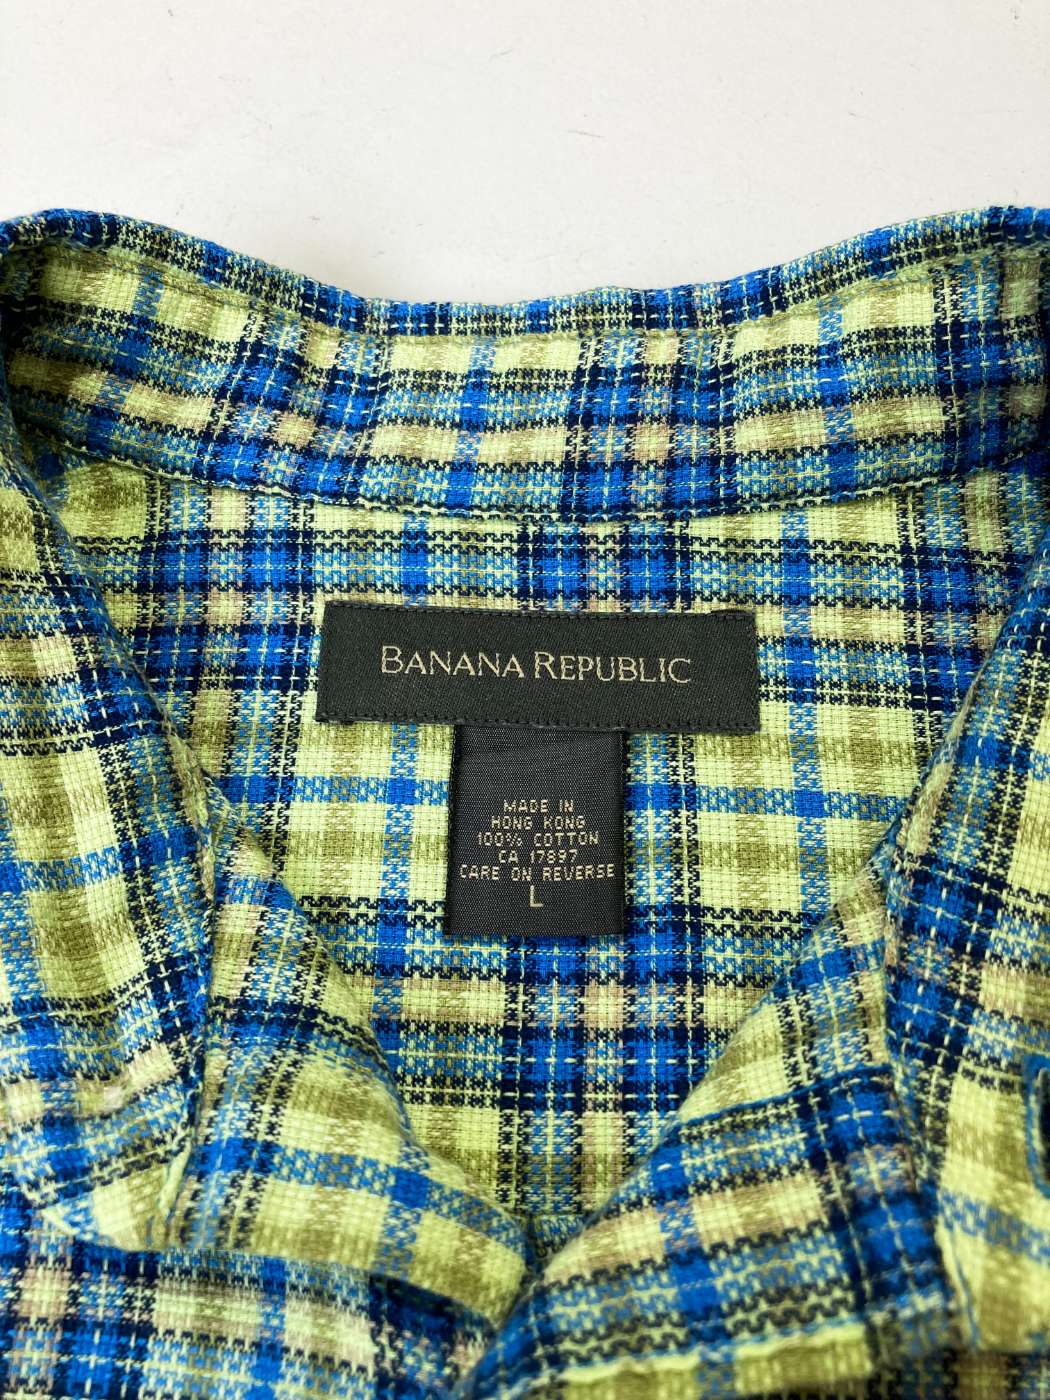 BANANA REPUBLIC
MADE IN
HONG KONG
100% COTTON
CA 17897
CARE ON REVERSE
L